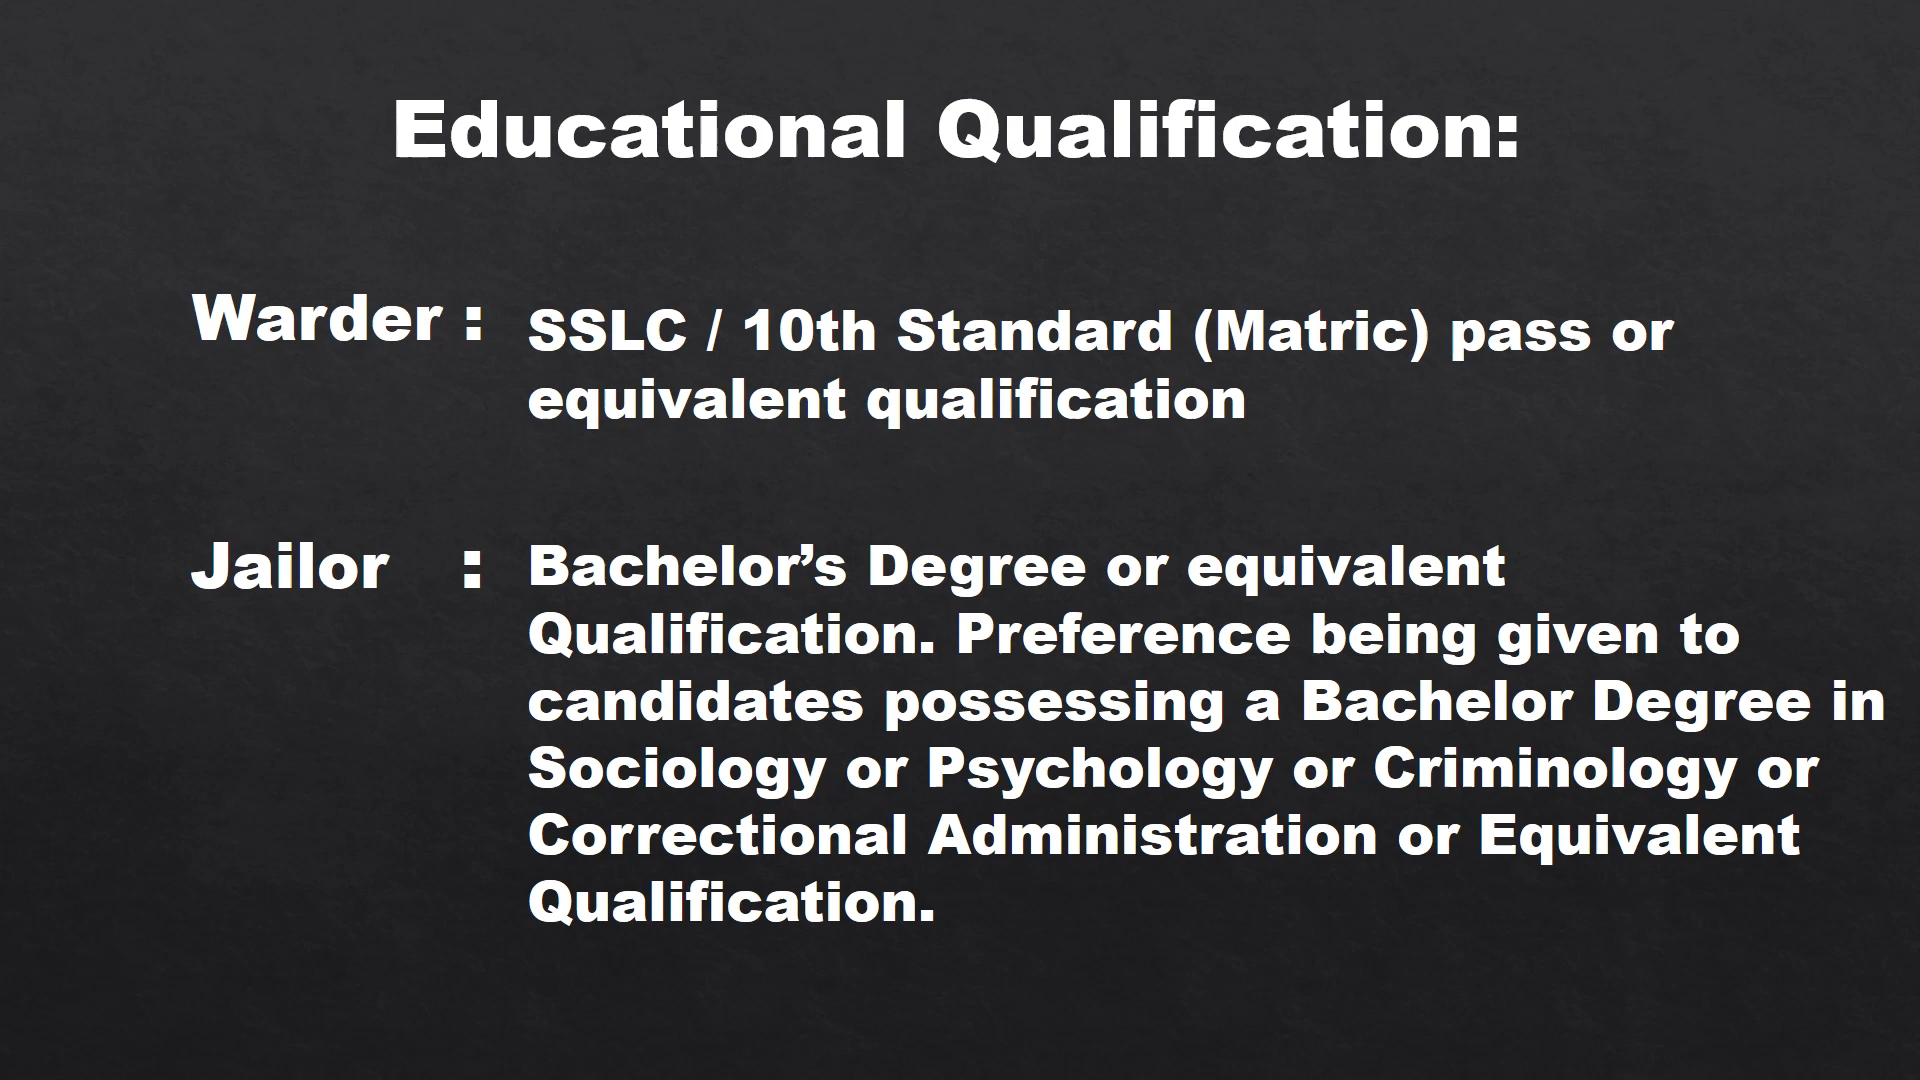 Educational Qualification:
Warder : SSLC / 10th Standard (Matric) pass or
equivalent qualification
Jailor : Bachelor’s Degree or equivalent
Qualification. Preference being given to
candidates possessing a Bachelor Degree in
Sociology or Psychology or Criminology or
Correctional Administration or Equivalent
Qualification.